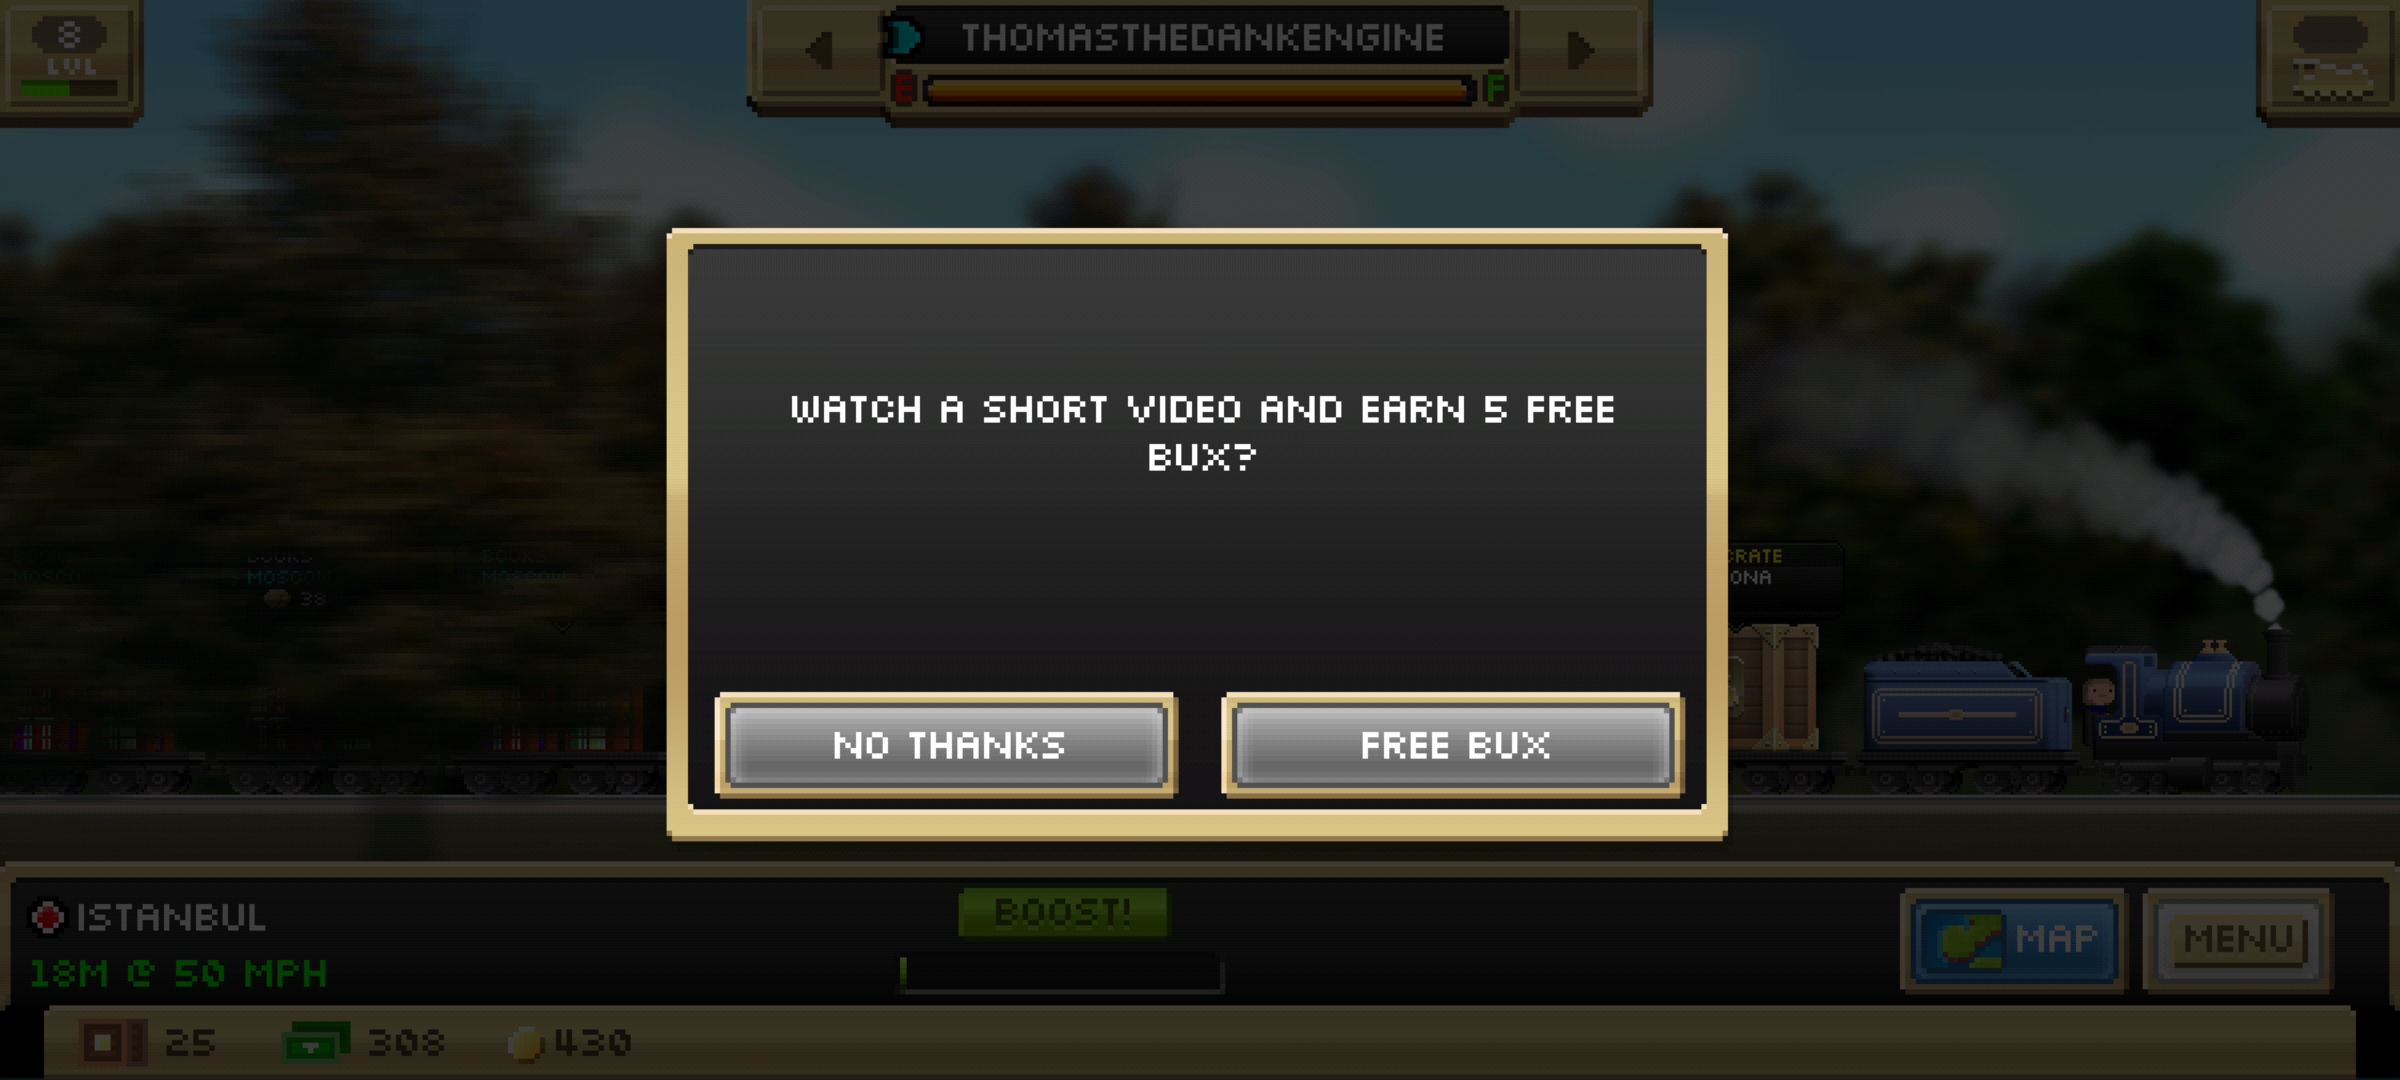 8
LVL
THOMASTHEDANKENGINE
E F
WATCH A SHORT VIDEO AND EARN 5 FREE
BUX?
BOOKS
MOSCOW
38
BOOKS
MOSCOW
MOSCOW
CRATE
ONA
NO THANKS
FREE BUX
ISTANBUL
18M @ 50 MPH
BOOST!
MAP
MENU
25
308
430